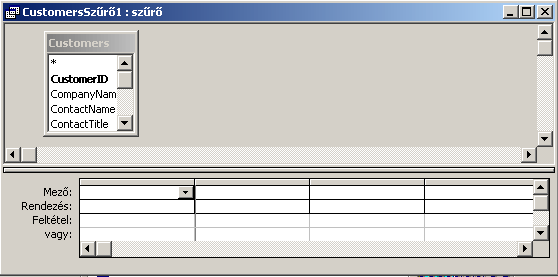 CustomersSzűrő1 : szűrő
Customers
*
CustomerID
CompanyNam
ContactName
ContactTitle
Mező:
Rendezés:
Feltétel:
vagy: